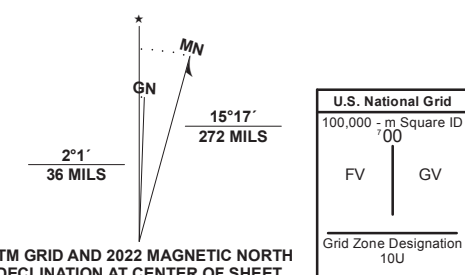 ★
MN
GN
15°17´
272 MILS
2°1´
36 MILS
TM GRID AND 2022 MAGNETIC NORTH
DECLINATION AT CENTER OF SHEET
U.S. National Grid
100,000 - m Square ID
⁷00
FV GV
Grid Zone Designation
10U